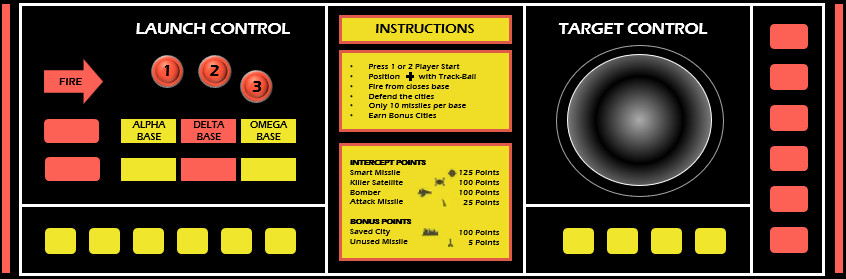 LAUNCH CONTROL
FIRE
1 2 3
ALPHA BASE
DELTA BASE
OMEGA BASE
INSTRUCTIONS
• Press 1 or 2 Player Start
• Position with Track-Ball
• Fire from closes base
• Defend the cities
• Only 10 missiles per base
• Earn Bonus Cities
INTERCEPT POINTS
Smart Missile 125 Points
Killer Satellite 100 Points
Bomber 100 Points
Attack Missile 25 Points
BONUS POINTS
Saved City 100 Points
Unused Missile 5 Points
TARGET CONTROL